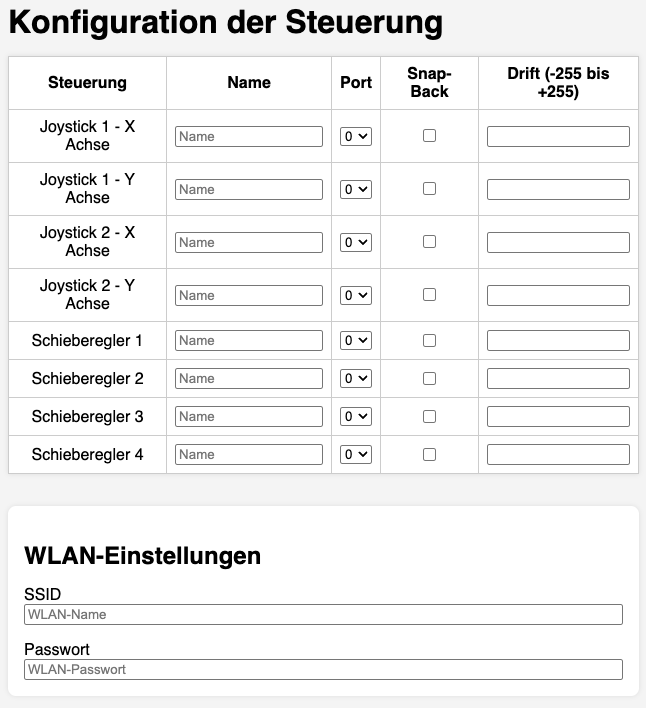 Konfiguration der Steuerung
Steuerung Name Port Snap-
Back Drift (-255 bis
+255)
Joystick 1 - X
Achse Name 0
Joystick 1 - Y
Achse Name 0
Joystick 2 - X
Achse Name 0
Joystick 2 - Y
Achse Name 0
Schieberegler 1 Name 0
Schieberegler 2 Name 0
Schieberegler 3 Name 0
Schieberegler 4 Name 0
WLAN-Einstellungen
SSID
WLAN-Name
Passwort
WLAN-Passwort